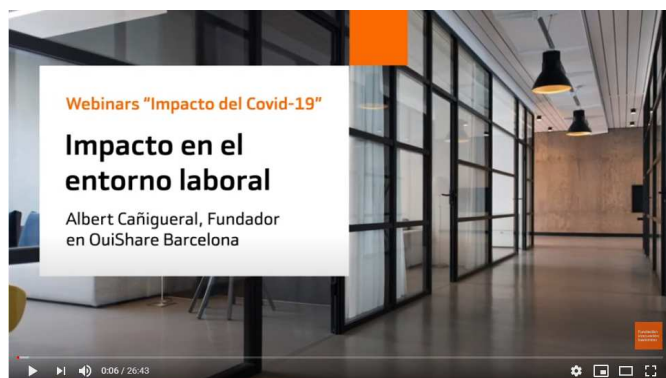 Webinars “Impacto del Covid-19”
Impacto en el
entorno laboral
Albert Cañigueral, Fundador
en OuiShare Barcelona
0:06 / 26:43